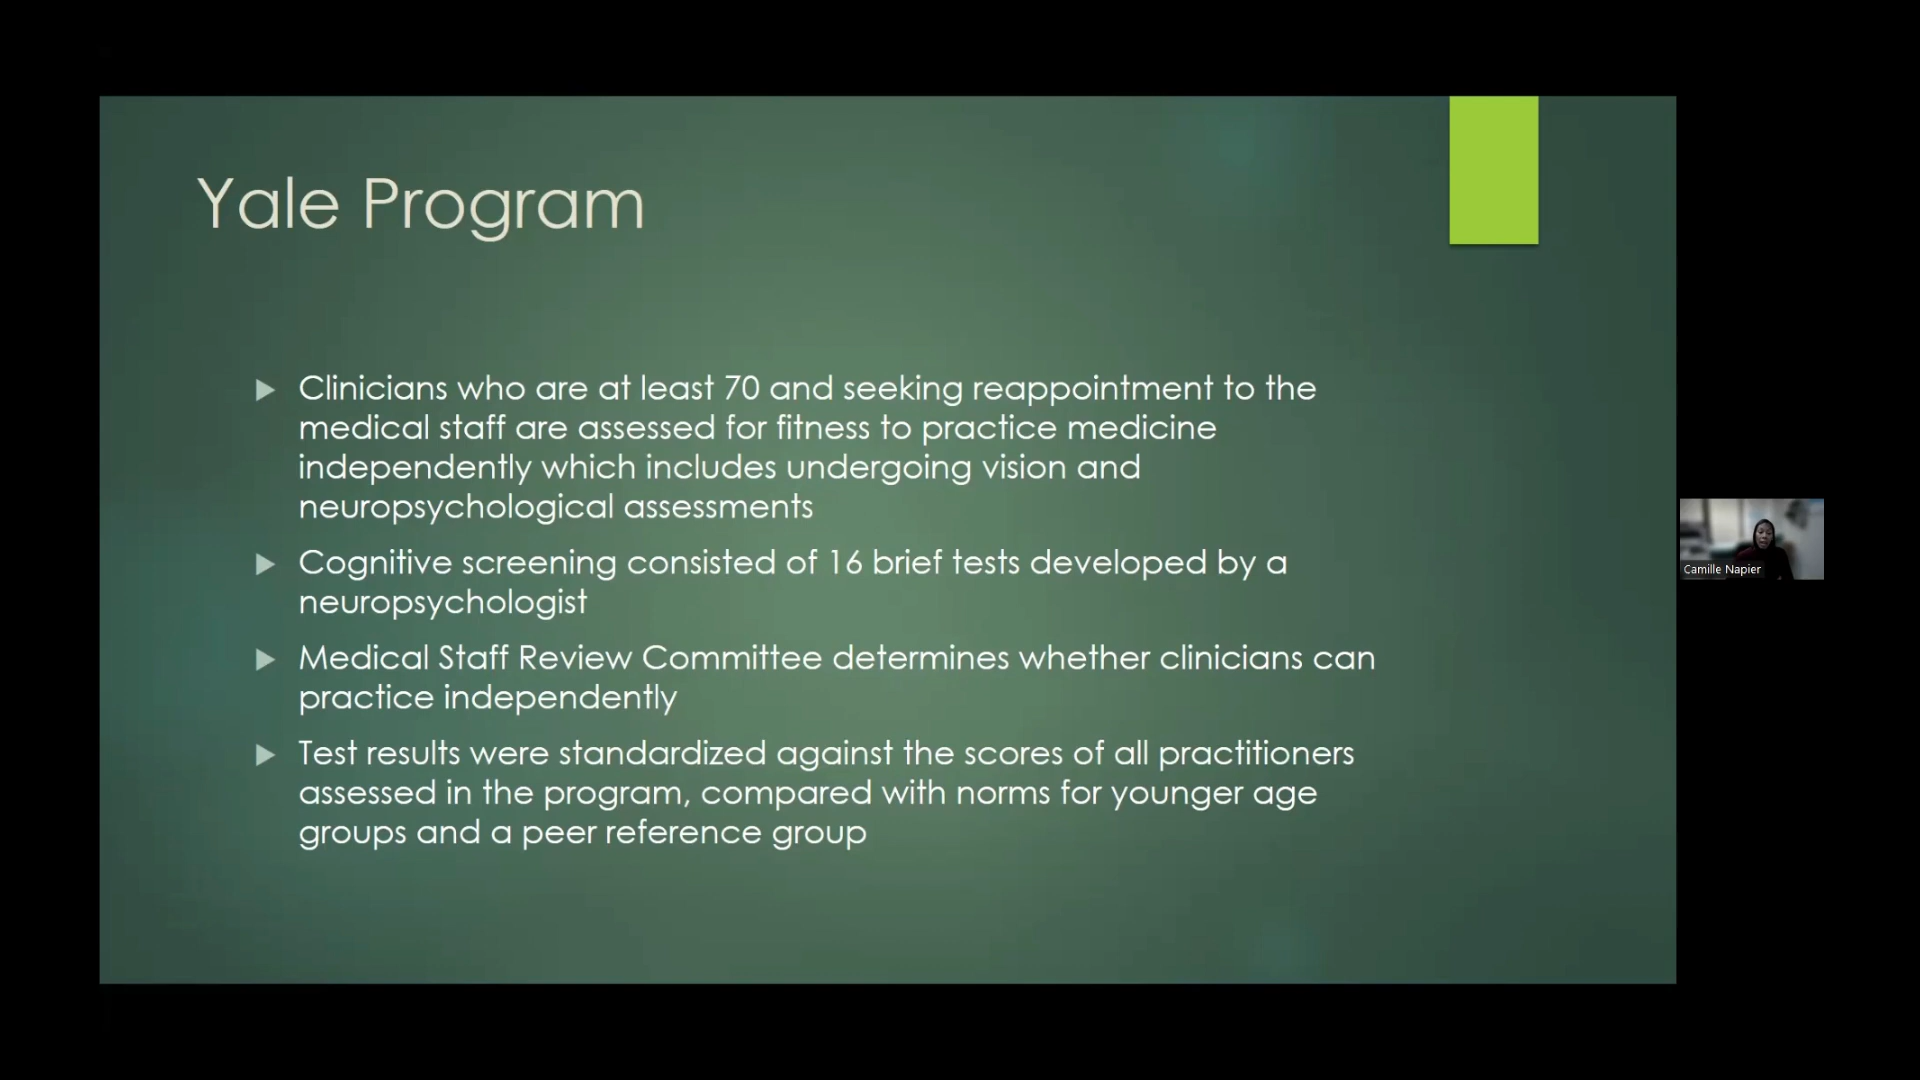 Yale Program
Clinicians who are at least 70 and seeking reappointment to the
medical staff are assessed for fitness to practice medicine
independently which includes undergoing vision and
neuropsychological assessments
Cognitive screening consisted of 16 brief tests developed by a
neuropsychologist
Medical Staff Review Committee determines whether clinicians can
practice independently
Test results were standardized against the scores of all practitioners
assessed in the program, compared with norms for younger age
groups and a peer reference group
Camille Napier